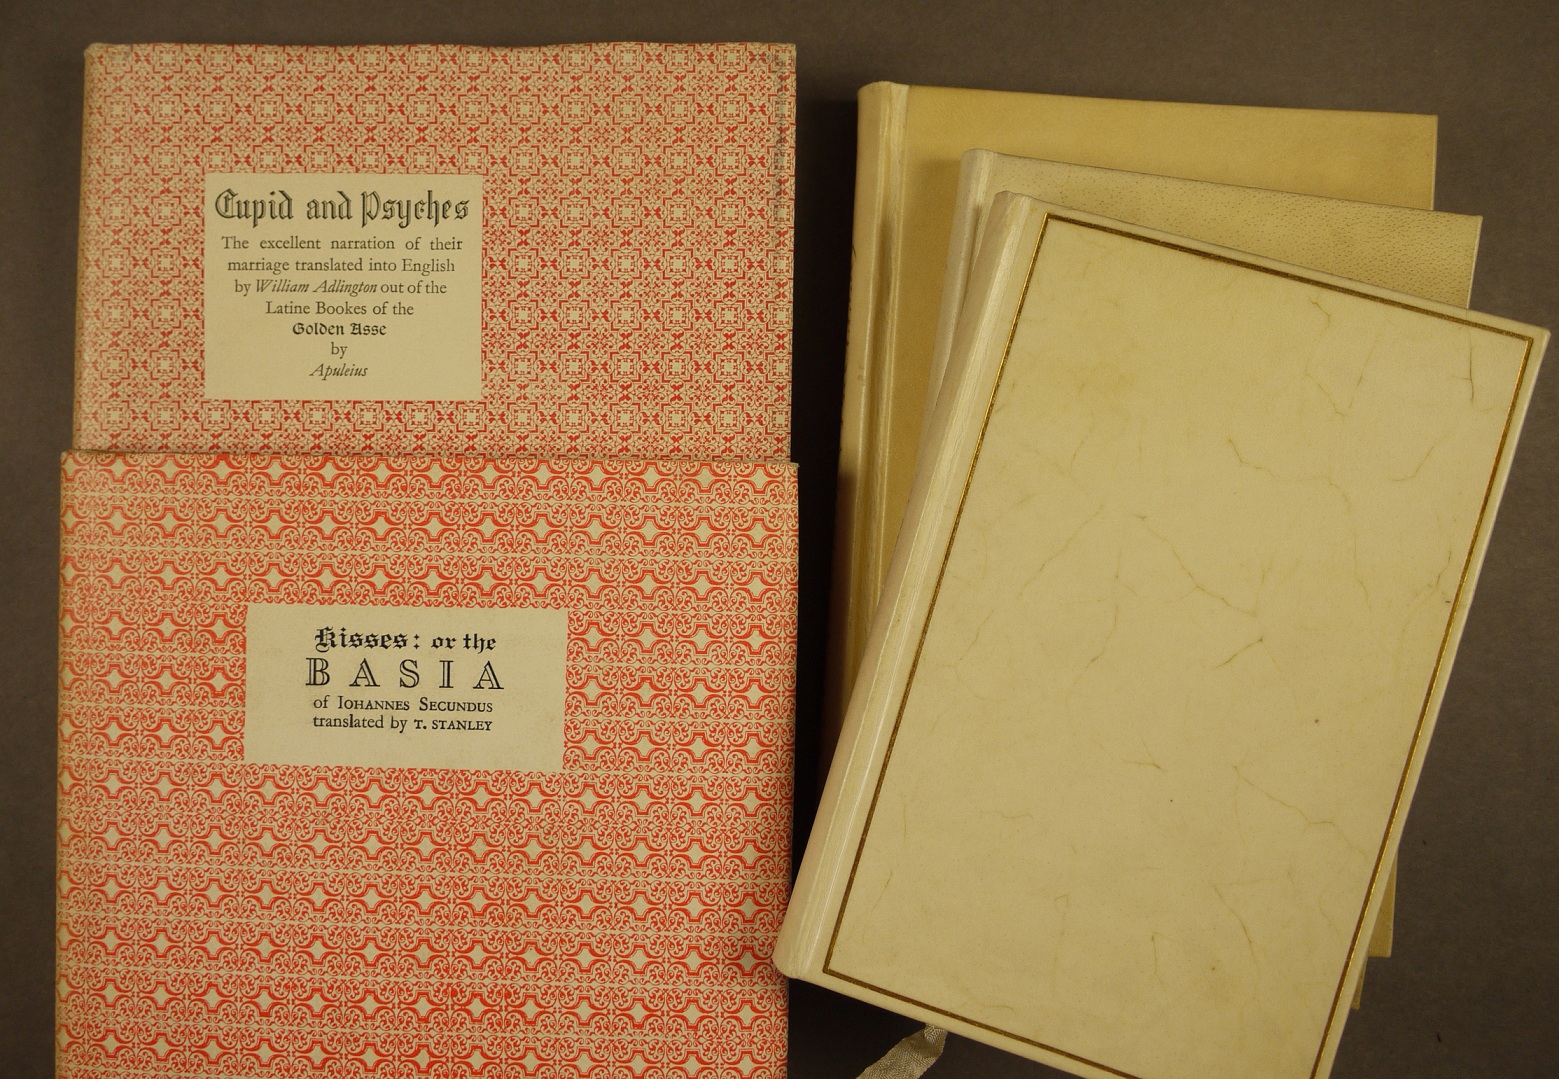 Cupid and Psyches
The excellent narration of their
marriage translated into English
by William Adlington out of the
Latine Bookes of the
Golden Asse
by
Apuleius
Kisses: or the
BASIA
of IOHANNES SECUNDUS
translated by T. STANLEY